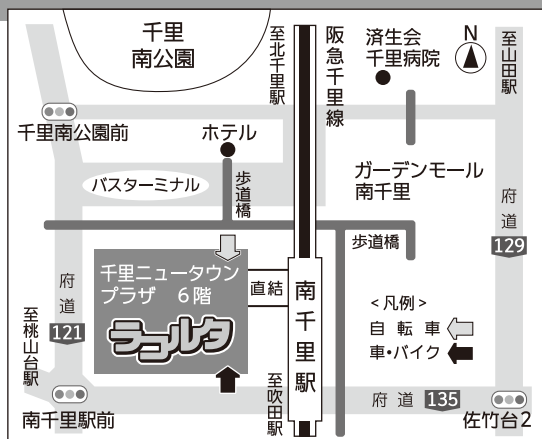 千里
南公園
至北千里駅
阪急千里線
済生会
千里病院
N
至山田駅
千里南公園前
ホテル
バスターミナル
歩道橋
ガーデンモール
南千里
府道
129
歩道橋
千里ニュータウン
プラザ 6階
ラコルタ
直結
南千里駅
<凡例>
自転車
車・バイク
府道
121
至桃山台駅
南千里駅前
至吹田駅
府道 135
佐竹台2